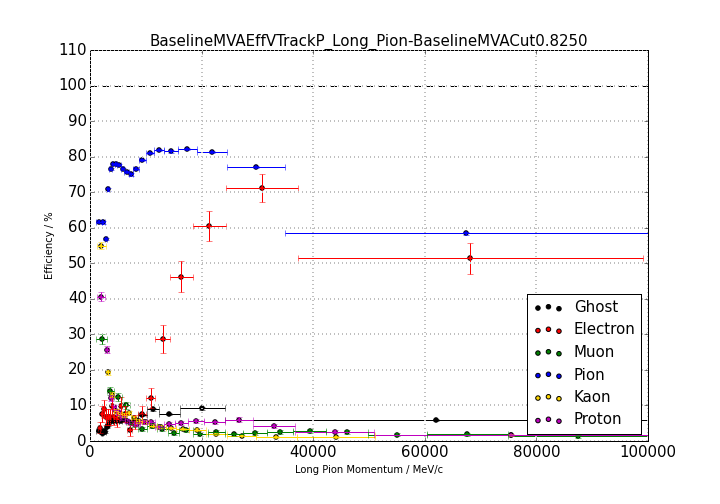 BaselineMVAEffVTrackP_Long_Pion-BaselineMVACut0.8250
110
100
90
80
70
60
50
40
30
20
10
0
Efficiency / %
Ghost
Electron
Muon
Pion
Kaon
Proton
0
20000
40000
60000
80000
100000
Long Pion Momentum / MeV/c